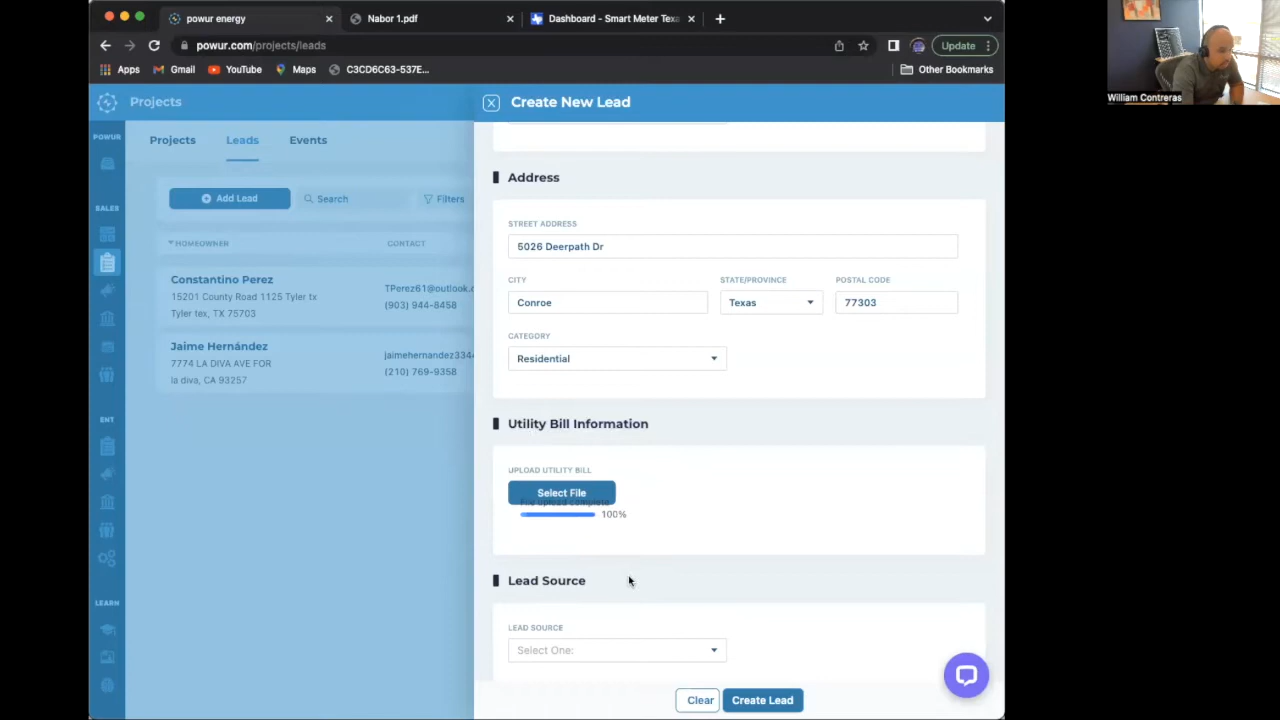 powur energy
Nabor 1.pdf
Dashboard - Smart Meter Texa
powur.com/projects/leads
Update
Apps
Gmail
YouTube
Maps
C3CD6C63-537E...
Other Bookmarks
William Contreras
Projects
Create New Lead
POWUR
Projects
Leads
Events
SALES
Add Lead
Search
Filters
HOMEOWNER
CONTACT
Constantino Perez
15201 County Road 1125 Tyler tx
Tyler tex, TX 75703
TPerez61@outlook.c
(903) 944-8458
Jaime Hernández
7774 LA DIVA AVE FOR
la diva, CA 93257
jaimehernandez334
(210) 769-9358
ENT
LEARN
Address
STREET ADDRESS
5026 Deerpath Dr
CITY
STATE/PROVINCE
POSTAL CODE
Conroe
Texas
77303
CATEGORY
Residential
Utility Bill Information
UPLOAD UTILITY BILL
Select File
File upload complete
100%
Lead Source
LEAD SOURCE
Select One:
Clear
Create Lead